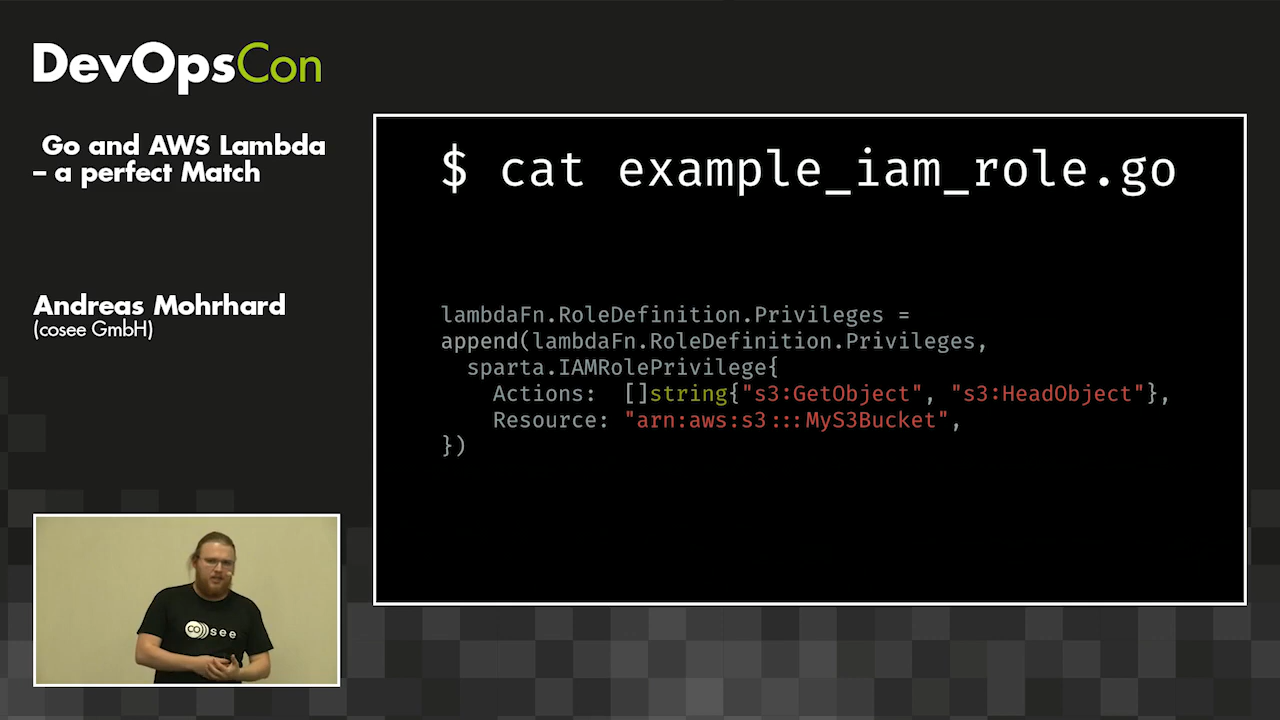 DevOpsCon
Go and AWS Lambda
– a perfect Match
Andreas Mohrhard
(cosee GmbH)
$ cat example_iam_role.go
lambdaFn.RoleDefinition.Privileges =
append(lambdaFn.RoleDefinition.Privileges,
  sparta.IAMRolePrivilege{
    Actions:  []string{"s3:GetObject", "s3:HeadObject"},
    Resource: "arn:aws:s3:::MyS3Bucket",
})
cosee